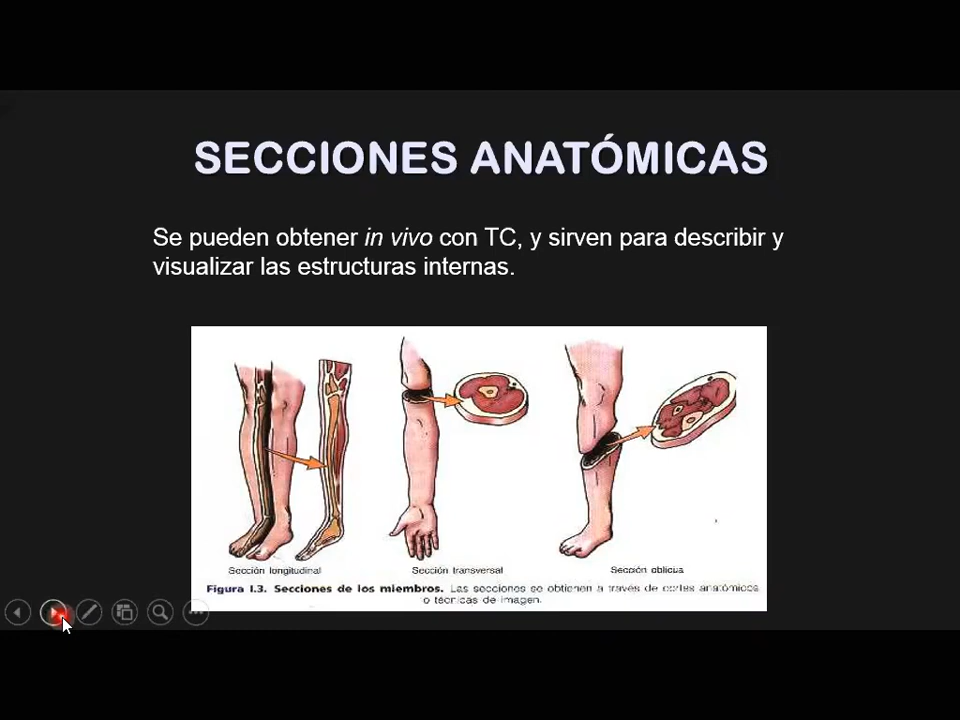 SECCIONES ANATÓMICAS
Se pueden obtener in vivo con TC, y sirven para describir y
visualizar las estructuras internas.
Sección longitudinal
Sección transversal
Sección oblicua
Figura I.3. Secciones de los miembros. Las secciones se obtienen a través de cortes anatómicos
o técnicas de imagen.